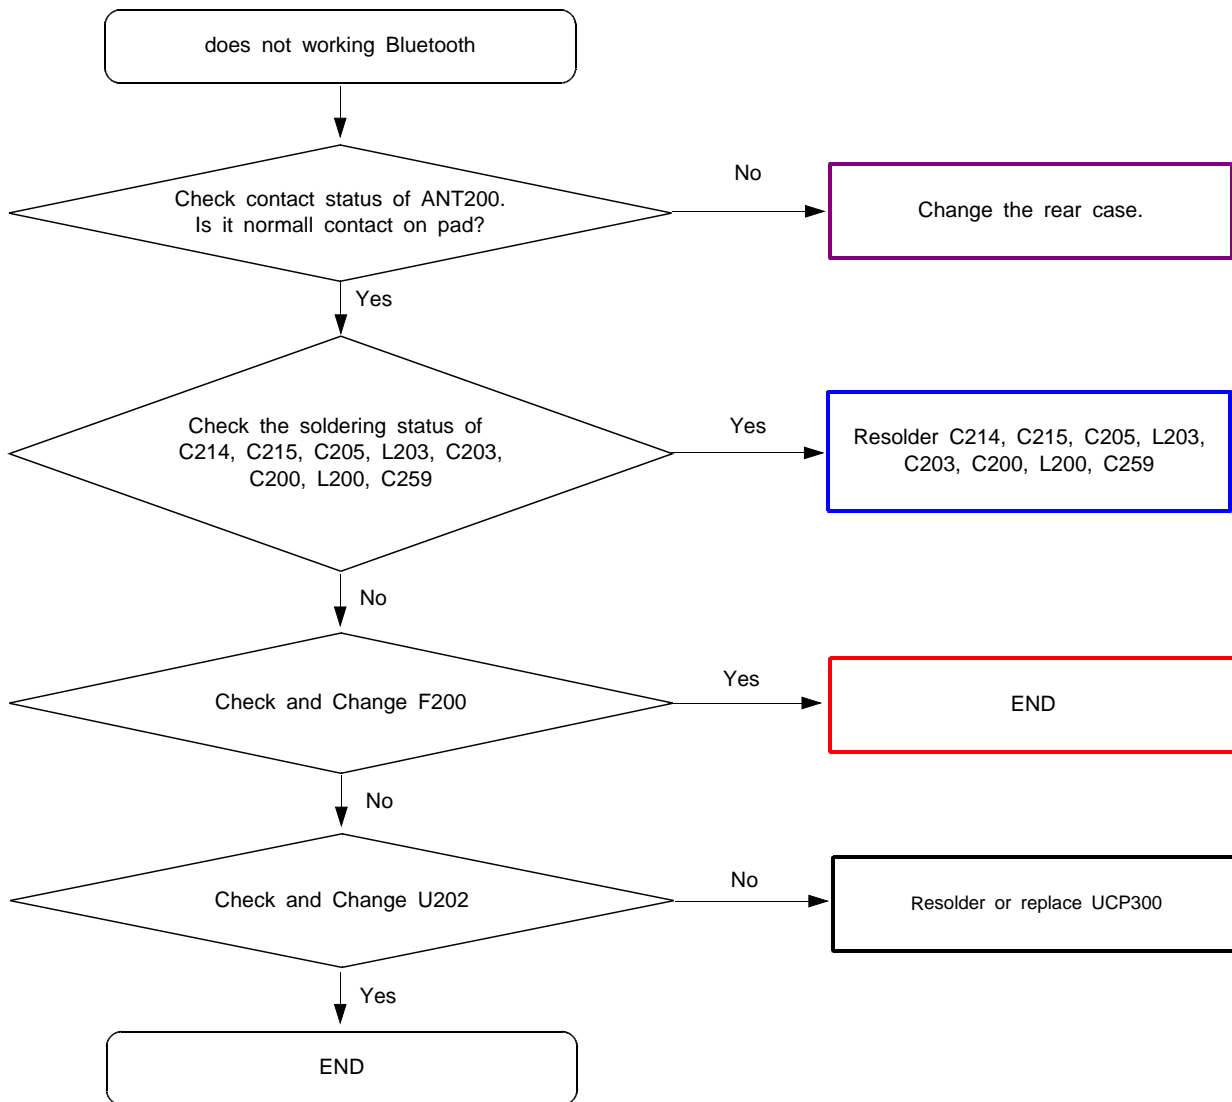 does not working Bluetooth
Check contact status of ANT200.
Is it normall contact on pad?
No
Change the rear case.
Yes
Check the soldering status of
C214, C215, C205, L203, C203,
C200, L200, C259
Yes
Resolder C214, C215, C205, L203,
C203, C200, L200, C259
No
Check and Change F200
Yes
END
No
Check and Change U202
No
Resolder or replace UCP300
Yes
END